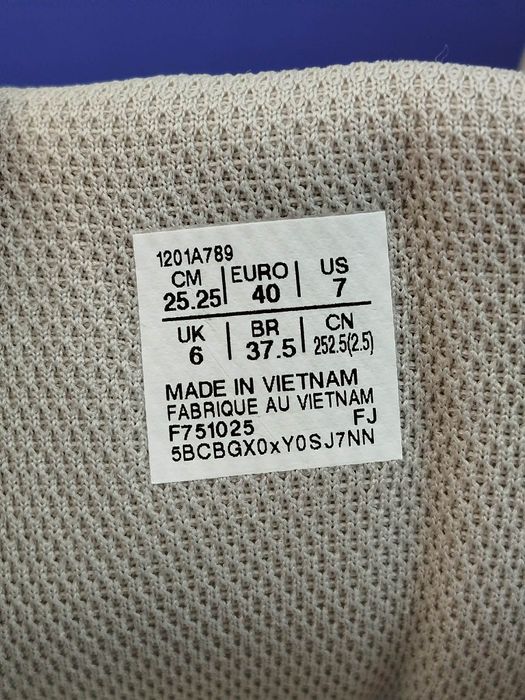 1201A789
CM | EURO | US
25.25 | 40 | 7
UK | BR | CN
6 | 37.5 | 252.5(2.5)
MADE IN VIETNAM
FABRIQUE AU VIETNAM
F751025 FJ
5BCBGX0xY0SJ7NN